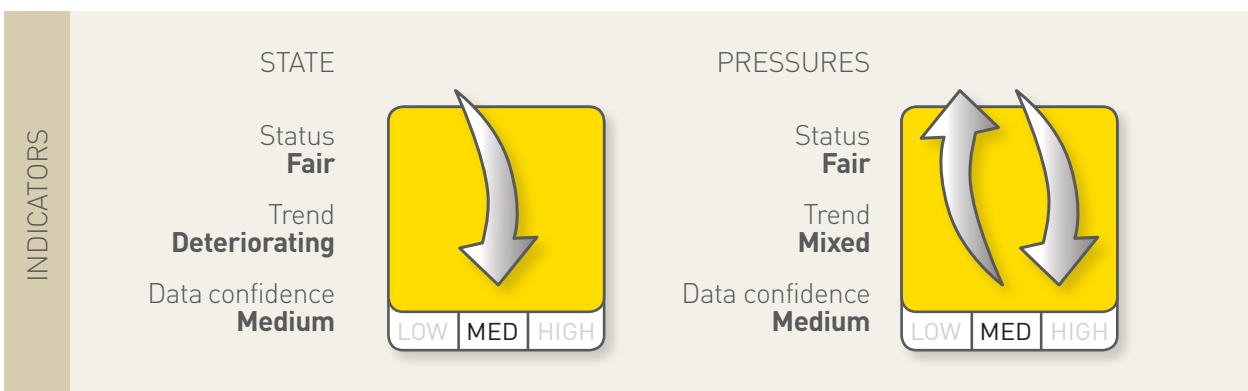 INDICATORS
STATE
Status
Fair
Trend
Deteriorating
Data confidence
Medium
LOW MED HIGH
PRESSURES
Status
Fair
Trend
Mixed
Data confidence
Medium
LOW MED HIGH